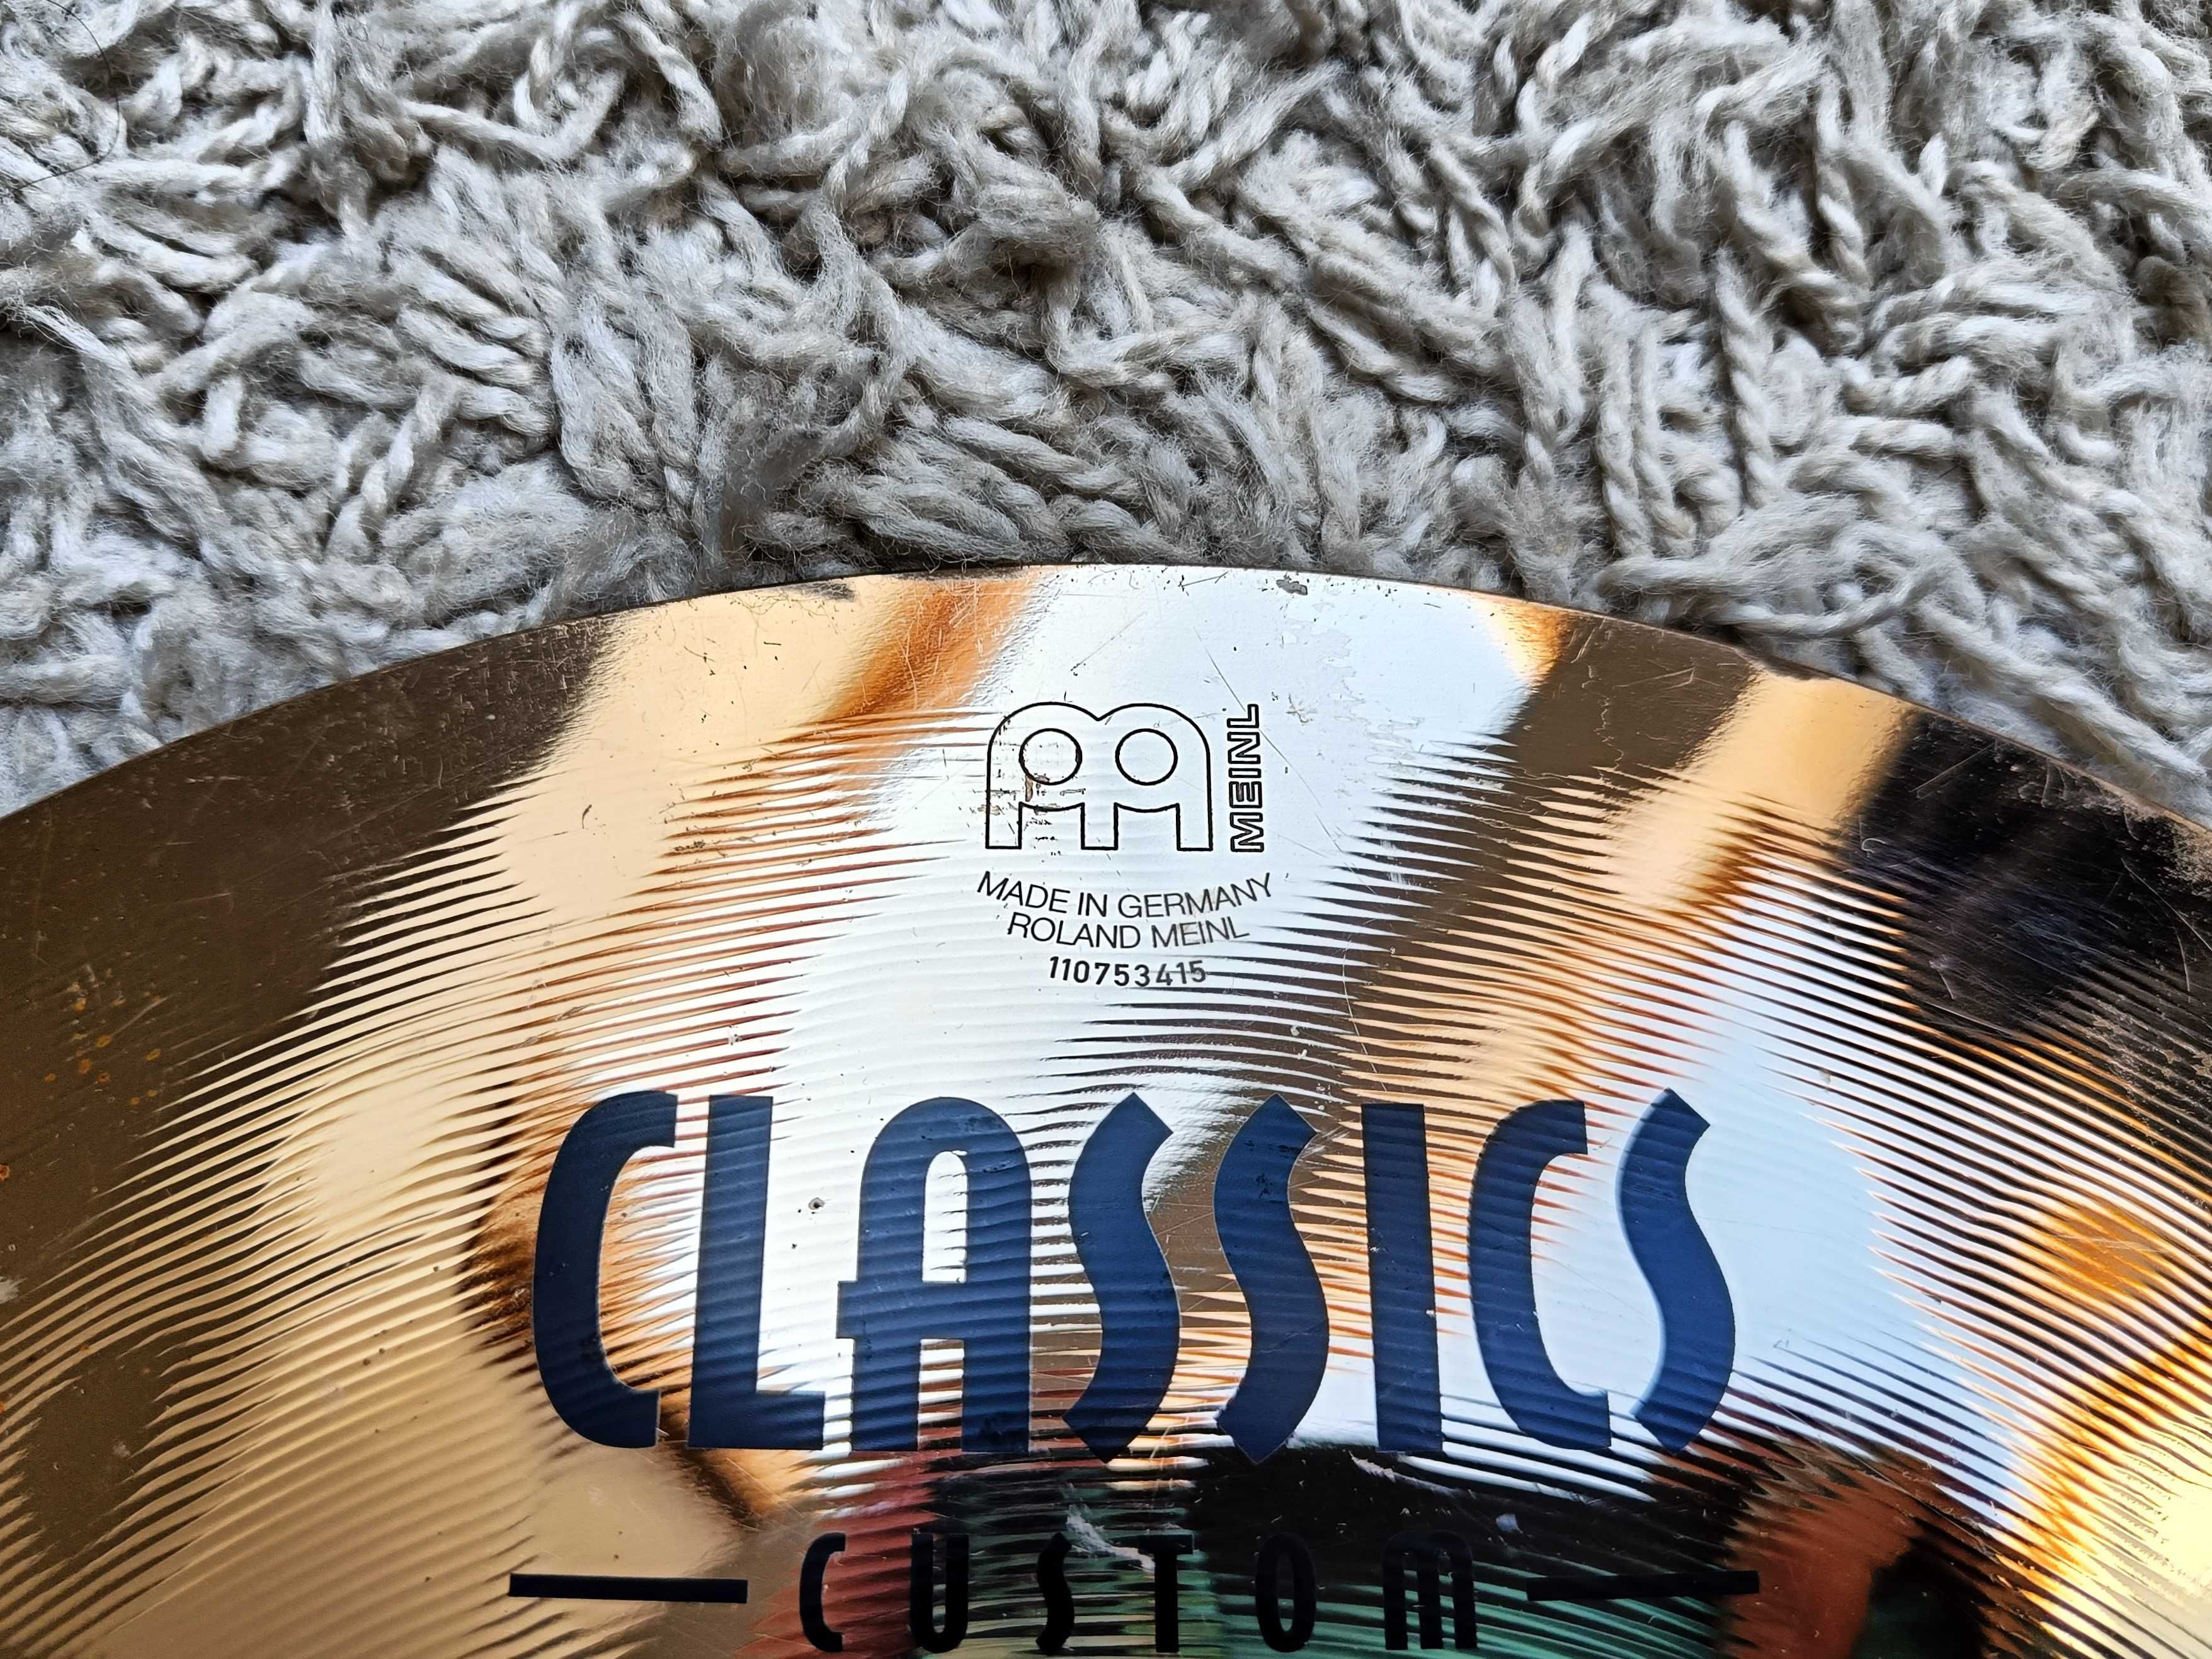 MEINL
MADE IN GERMANY
ROLAND MEINL
110753415
CLASSICS
CUSTOM